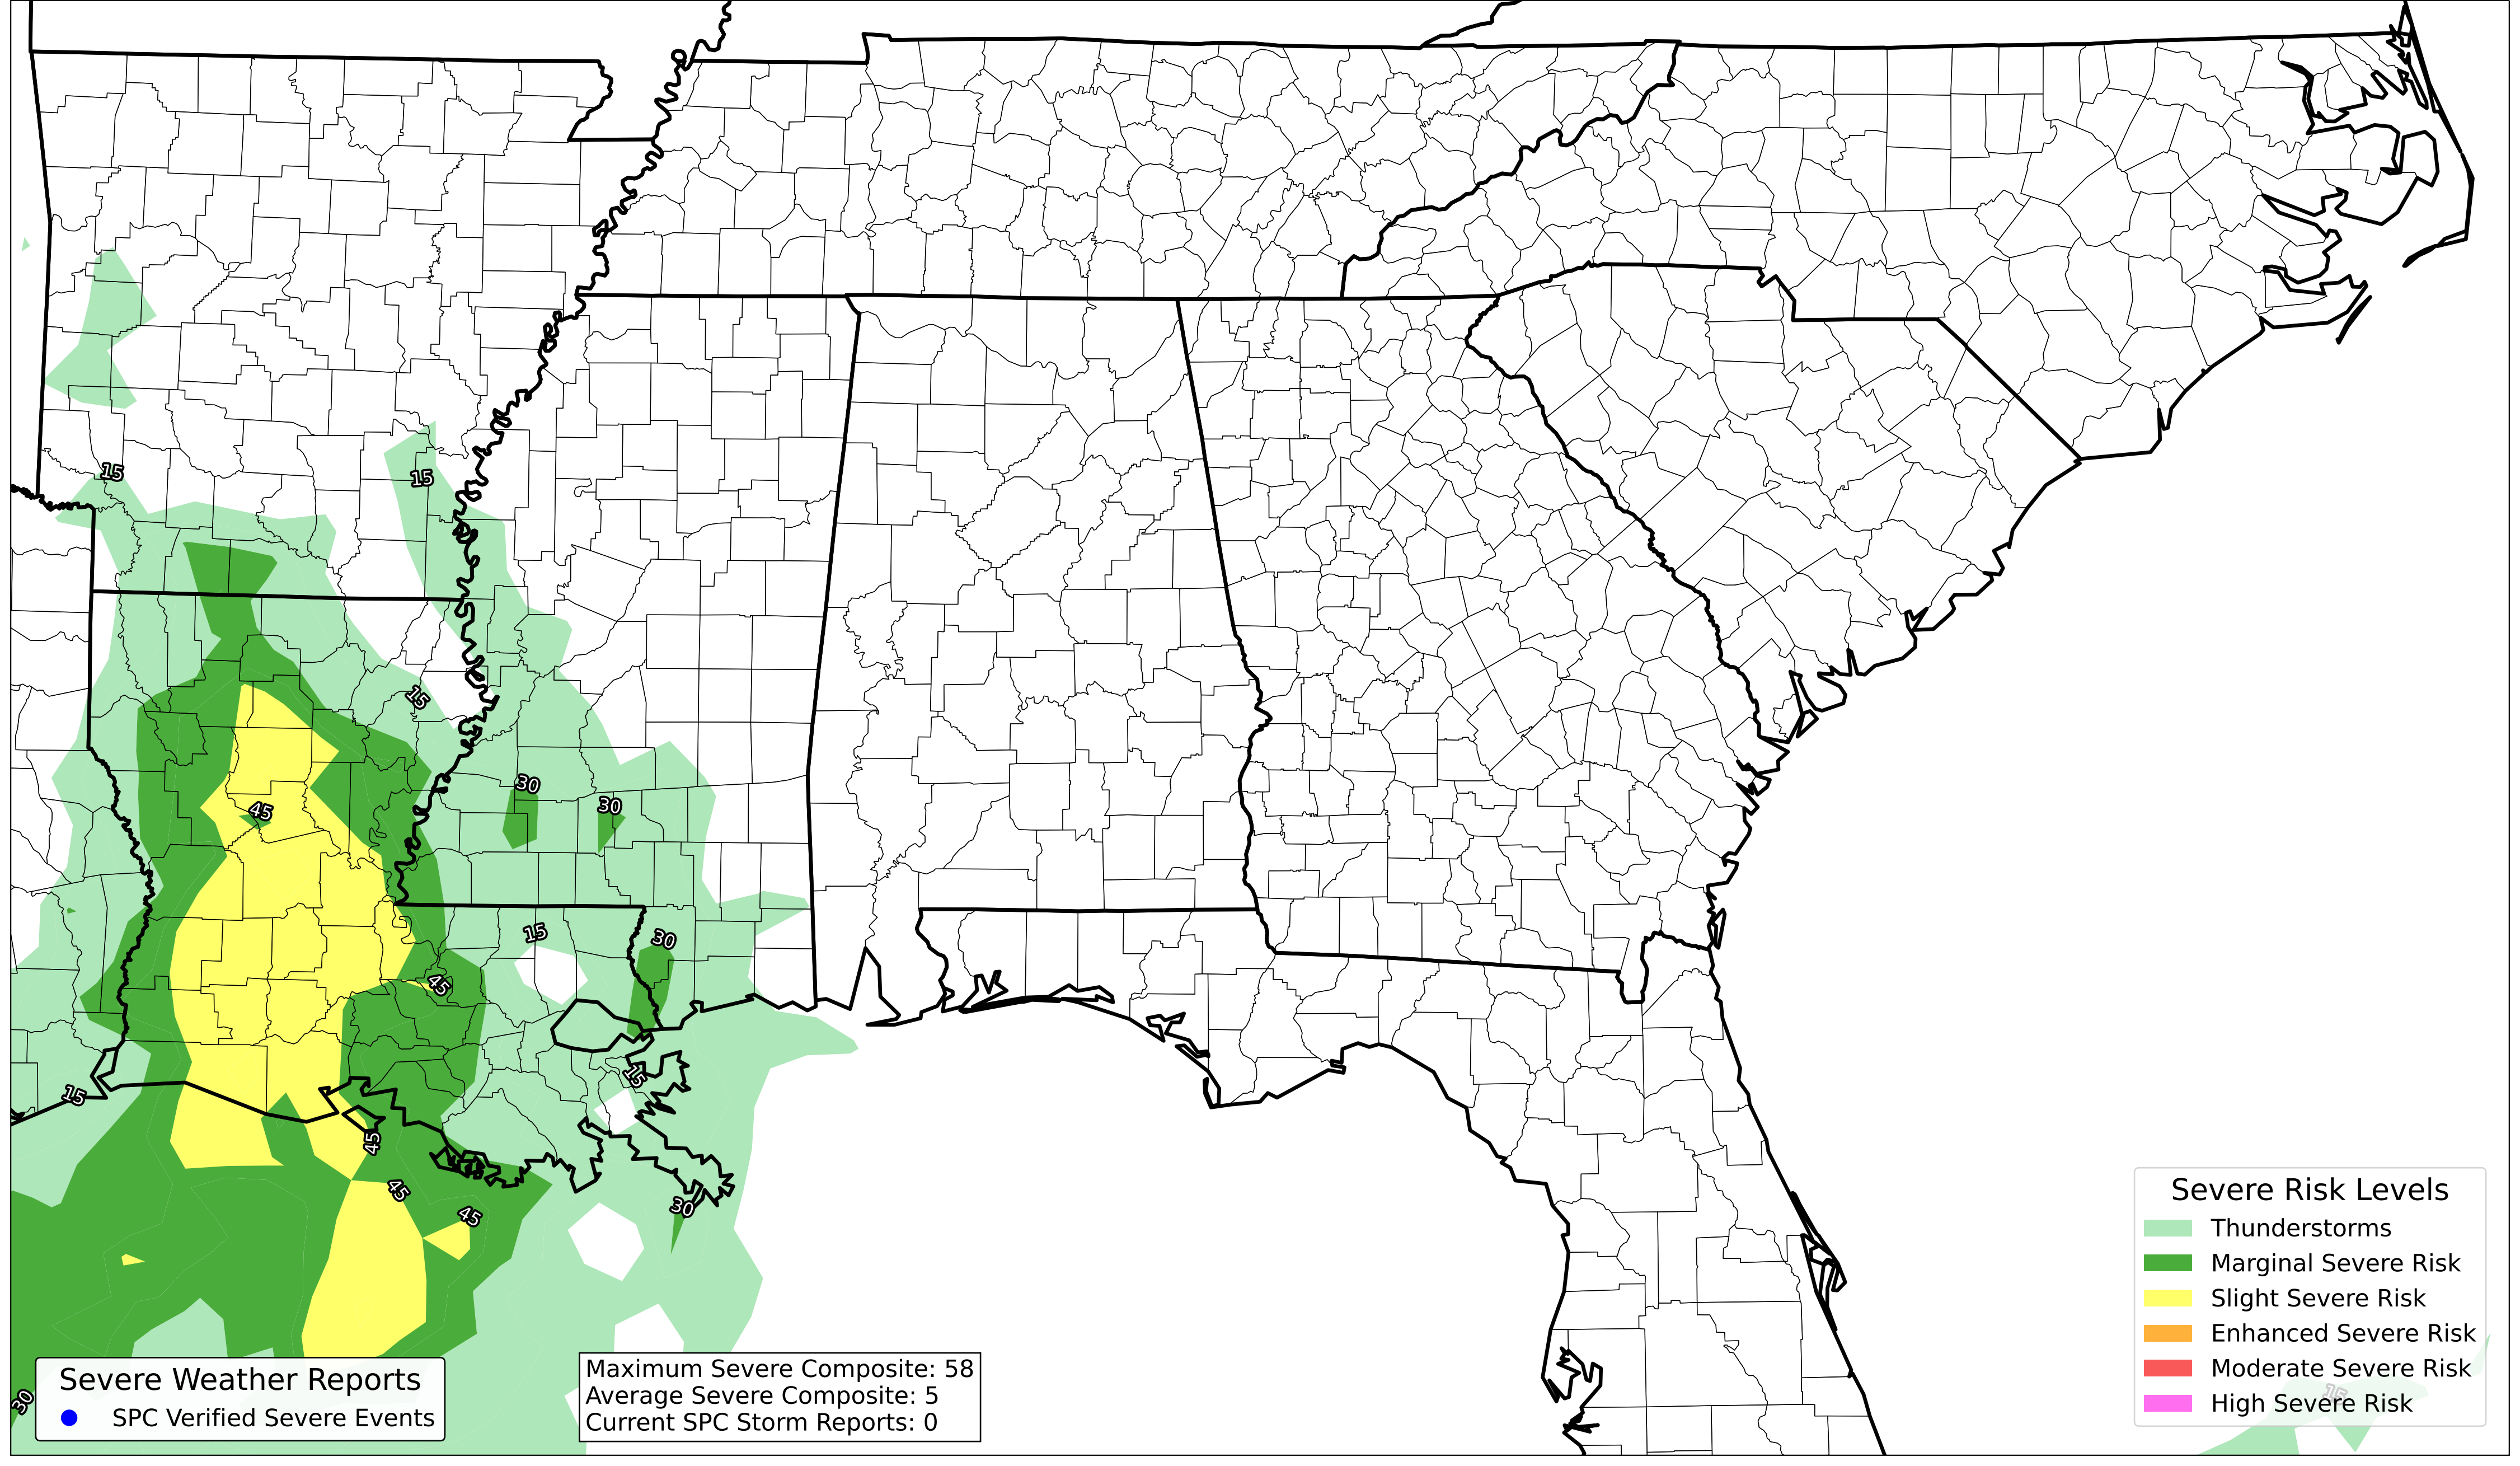 15
15
15
30
30
45
15
30
45
15
15
45
45
45
30
30
15
Severe Risk Levels
Thunderstorms
Marginal Severe Risk
Slight Severe Risk
Enhanced Severe Risk
Moderate Severe Risk
High Severe Risk
Severe Weather Reports
SPC Verified Severe Events
Maximum Severe Composite: 58
Average Severe Composite: 5
Current SPC Storm Reports: 0